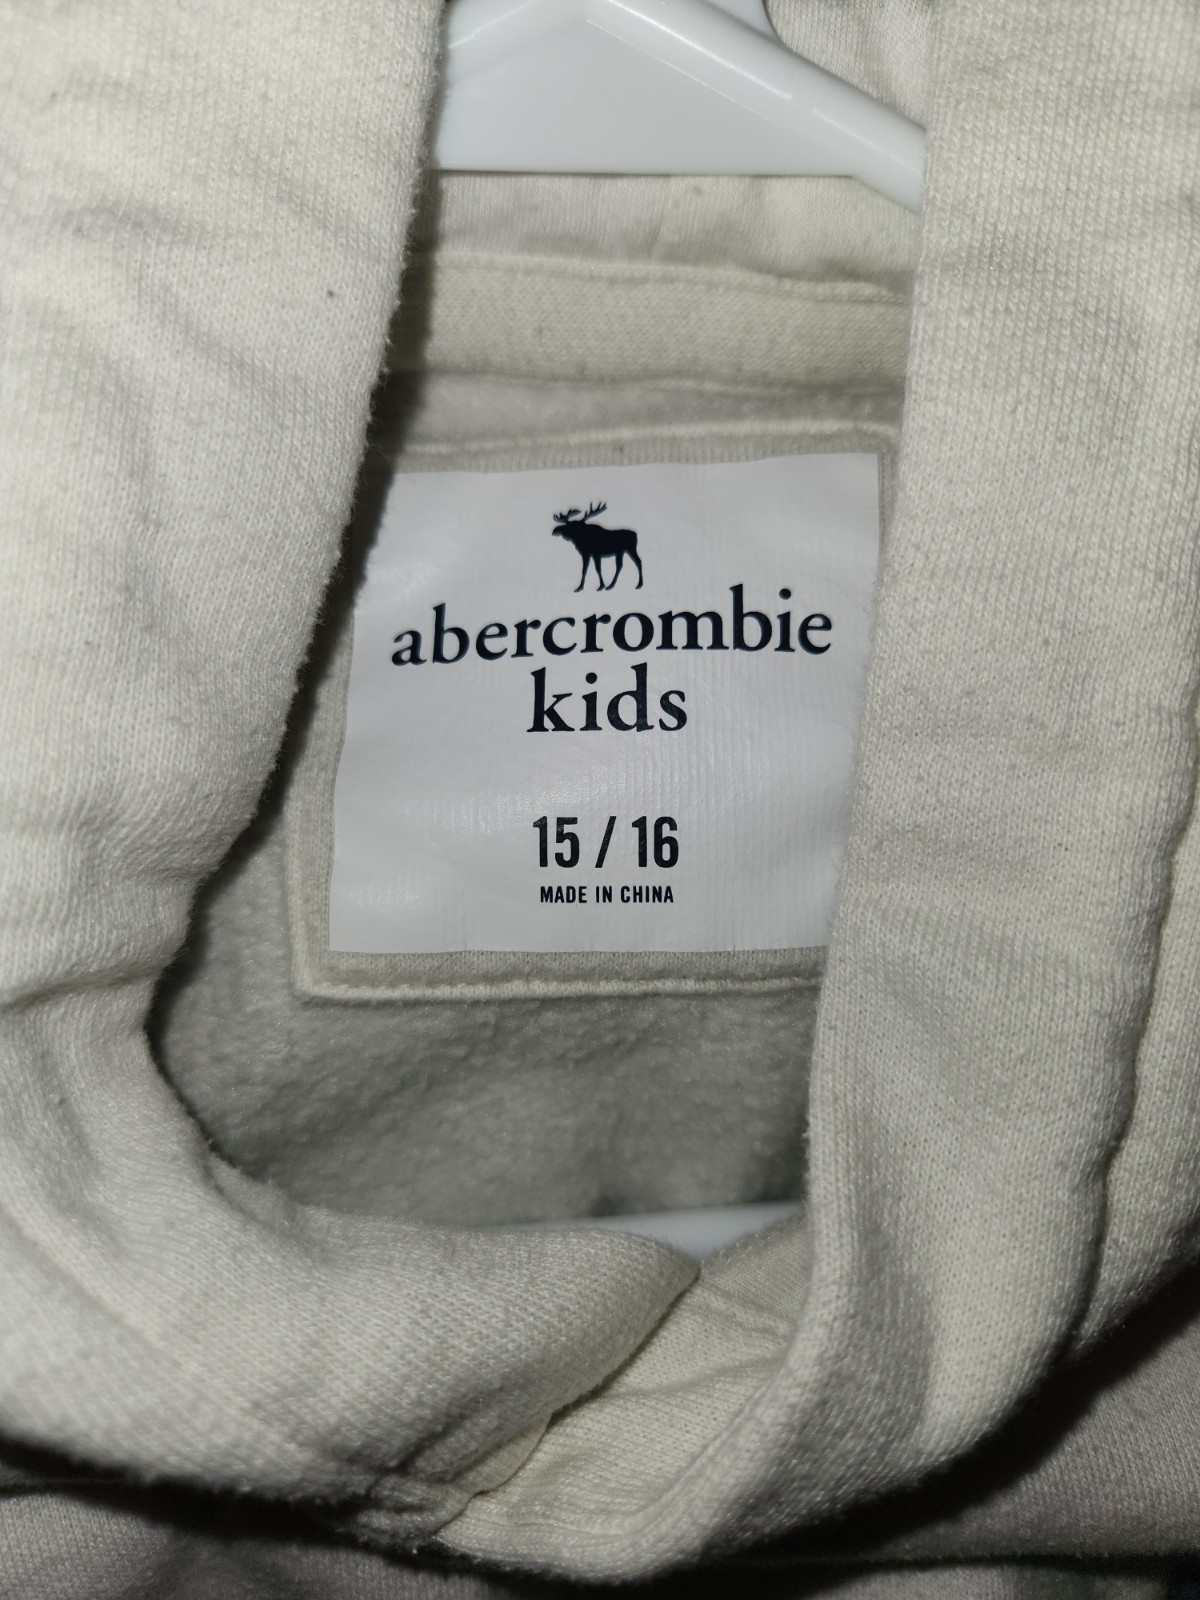 abercrombie
kids
15 / 16
MADE IN CHINA